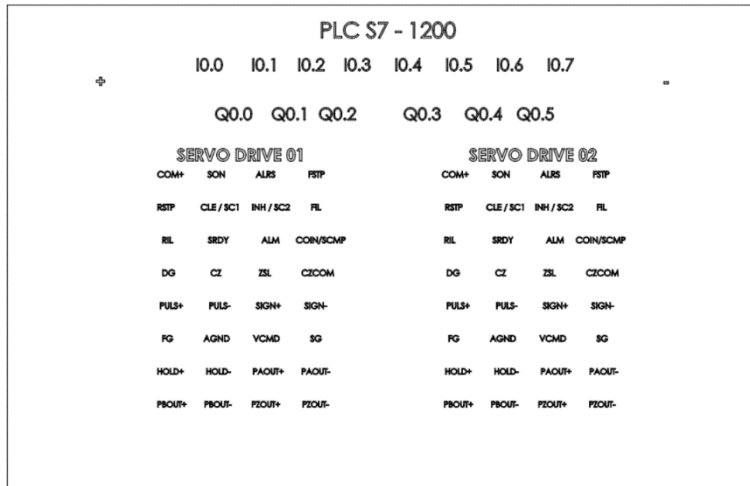 PLC S7 - 1200
I0.0 I0.1 I0.2 I0.3 I0.4 I0.5 I0.6 I0.7
+ -
Q0.0 Q0.1 Q0.2 Q0.3 Q0.4 Q0.5
SERVO DRIVE 01 SERVO DRIVE 02
COM+ SON ALRS FSTP COM+ SON ALRS FSTP
RSTP CLE / SC1 INH / SC2 FIL RSTP CLE / SC1 INH / SC2 FIL
RIL SRDY ALM COIN/SCMP RIL SRDY ALM COIN/SCMP
DG CZ ZSL CZCOM DG CZ ZSL CZCOM
PULS+ PULS- SIGN+ SIGN- PULS+ PULS- SIGN+ SIGN-
FG AGND VCMD SG FG AGND VCMD SG
HOLD+ HOLD- PAOUT+ PAOUT- HOLD+ HOLD- PAOUT+ PAOUT-
PBOUT+ PBOUT- PZOUT+ PZOUT- PBOUT+ PBOUT- PZOUT+ PZOUT-